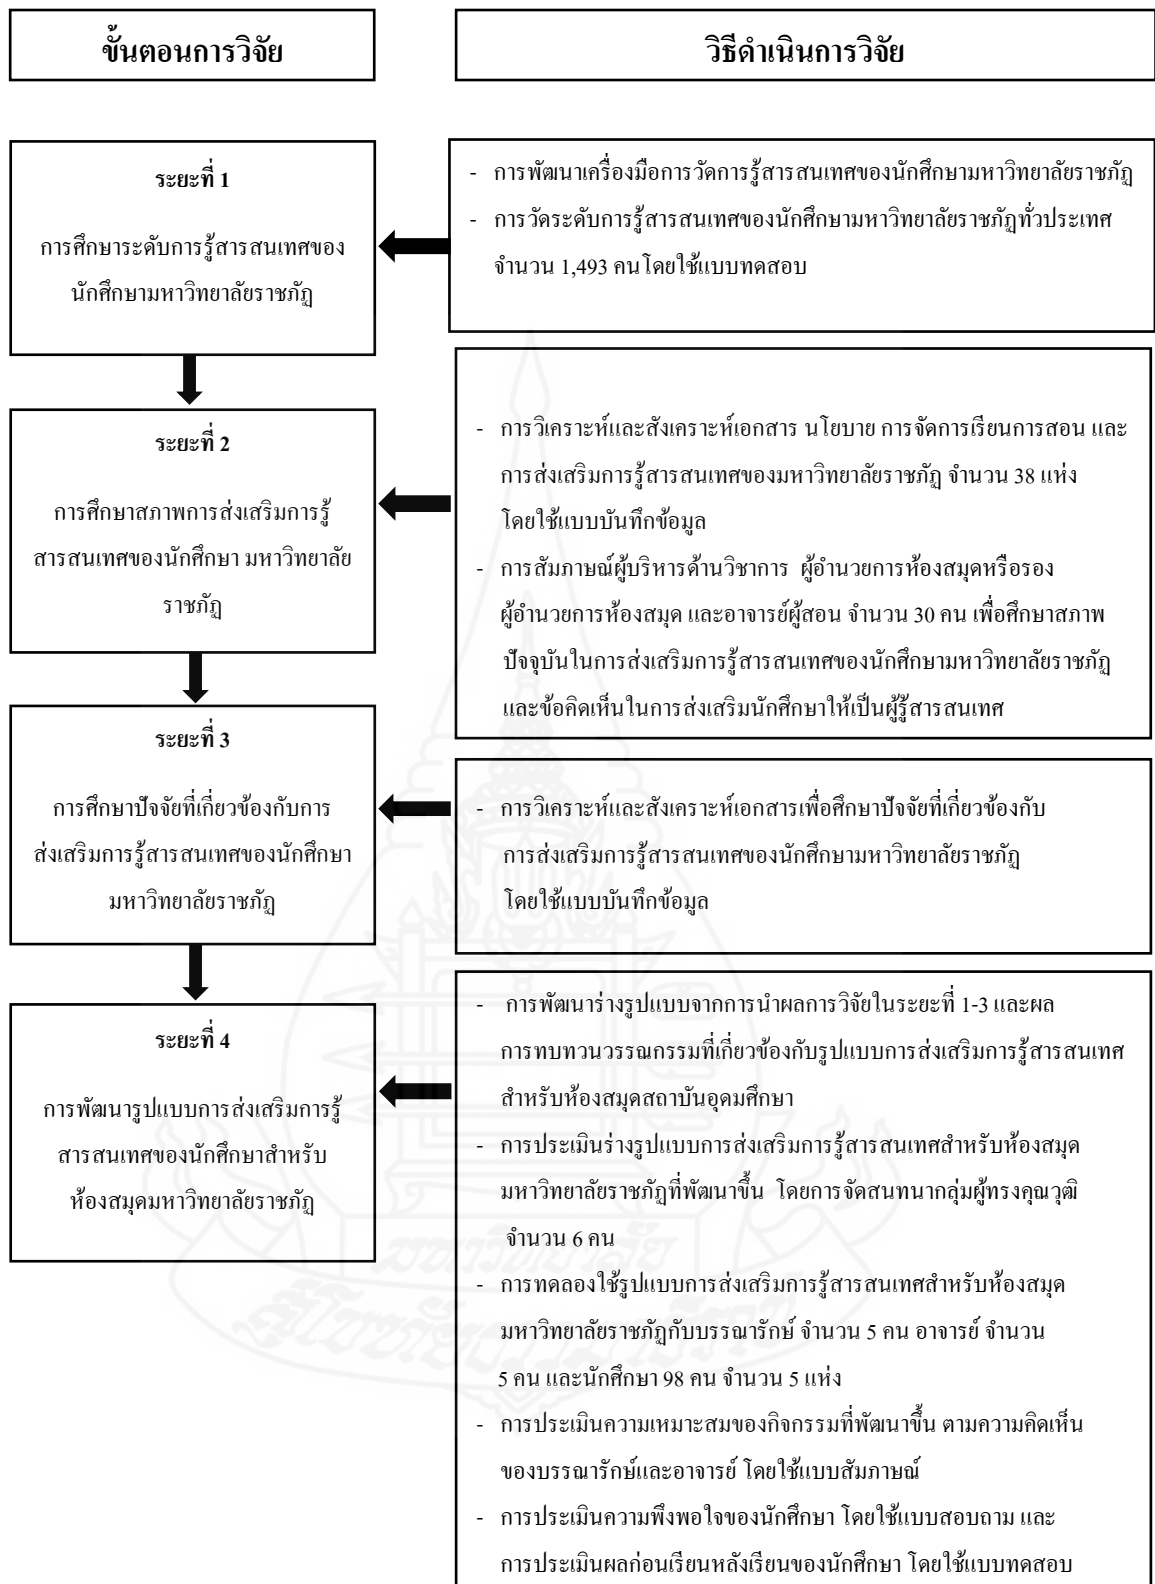 ขั้นตอนการวิจัย
วิธีดำเนินการวิจัย
ระยะที่ 1
การศึกษาระดับการรู้สารสนเทศของ
นักศึกษามหาวิทยาลัยราชภัฏ
- การพัฒนาเครื่องมือการวัดการรู้สารสนเทศของนักศึกษามหาวิทยาลัยราชภัฏ
- การวัดระดับการรู้สารสนเทศของนักศึกษามหาวิทยาลัยราชภัฏทั่วประเทศ
จำนวน 1,493 คนโดยใช้แบบทดสอบ
ระยะที่ 2
การศึกษาสภาพการส่งเสริมการรู้
สารสนเทศของนักศึกษา มหาวิทยาลัย
ราชภัฏ
- การวิเคราะห์และสังเคราะห์เอกสาร นโยบาย การจัดการเรียนการสอน และ
การส่งเสริมการรู้สารสนเทศของมหาวิทยาลัยราชภัฏ จำนวน 38 แห่ง
โดยใช้แบบบันทึกข้อมูล
- การสัมภาษณ์ผู้บริหารด้านวิชาการ ผู้อำนวยการห้องสมุดหรือรอง
ผู้อำนวยการห้องสมุด และอาจารย์ผู้สอน จำนวน 30 คน เพื่อศึกษาสภาพ
ปัจจุบันในการส่งเสริมการรู้สารสนเทศของนักศึกษามหาวิทยาลัยราชภัฏ
และข้อคิดเห็นในการส่งเสริมนักศึกษาให้เป็นผู้รู้สารสนเทศ
ระยะที่ 3
การศึกษาปัจจัยที่เกี่ยวข้องกับการ
ส่งเสริมการรู้สารสนเทศของนักศึกษา
มหาวิทยาลัยราชภัฏ
- การวิเคราะห์และสังเคราะห์เอกสารเพื่อศึกษาปัจจัยที่เกี่ยวข้องกับ
การส่งเสริมการรู้สารสนเทศของนักศึกษามหาวิทยาลัยราชภัฏ
โดยใช้แบบบันทึกข้อมูล
ระยะที่ 4
การพัฒนารูปแบบการส่งเสริมการรู้
สารสนเทศของนักศึกษาสำหรับ
ห้องสมุดมหาวิทยาลัยราชภัฏ
- การพัฒนาร่างรูปแบบจากการนำผลการวิจัยในระยะที่ 1-3 และผล
การทบทวนวรรณกรรมที่เกี่ยวข้องกับรูปแบบการส่งเสริมการรู้สารสนเทศ
สำหรับห้องสมุดสถาบันอุดมศึกษา
- การประเมินร่างรูปแบบการส่งเสริมการรู้สารสนเทศสำหรับห้องสมุด
มหาวิทยาลัยราชภัฏที่พัฒนาขึ้น โดยการจัดสนทนากลุ่มผู้ทรงคุณวุฒิ
จำนวน 6 คน
- การทดลองใช้รูปแบบการส่งเสริมการรู้สารสนเทศสำหรับห้องสมุด
มหาวิทยาลัยราชภัฏกับบรรณารักษ์ จำนวน 5 คน อาจารย์ จำนวน
5 คน และนักศึกษา 98 คน จำนวน 5 แห่ง
- การประเมินความเหมาะสมของกิจกรรมที่พัฒนาขึ้น ตามความคิดเห็น
ของบรรณารักษ์และอาจารย์ โดยใช้แบบสัมภาษณ์
- การประเมินความพึงพอใจของนักศึกษา โดยใช้แบบสอบถาม และ
การประเมินผลก่อนเรียนหลังเรียนของนักศึกษา โดยใช้แบบทดสอบ
มหาวิทยาลัย
สุโขทัยธรรมาธิราช